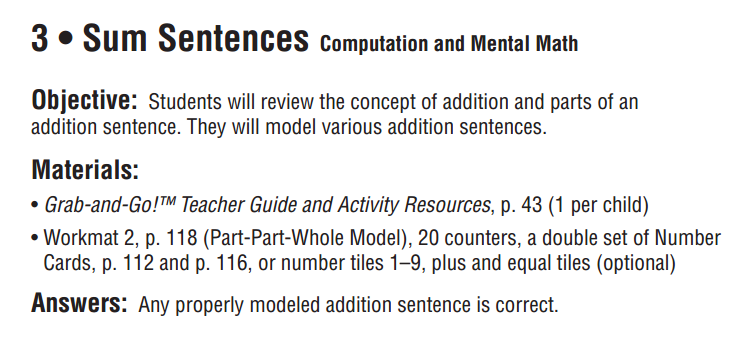 3 • Sum Sentences Computation and Mental Math
Objective: Students will review the concept of addition and parts of an
addition sentence. They will model various addition sentences.
Materials:
• Grab-and-Go!™ Teacher Guide and Activity Resources, p. 43 (1 per child)
• Workmat 2, p. 118 (Part-Part-Whole Model), 20 counters, a double set of Number
Cards, p. 112 and p. 116, or number tiles 1–9, plus and equal tiles (optional)
Answers: Any properly modeled addition sentence is correct.